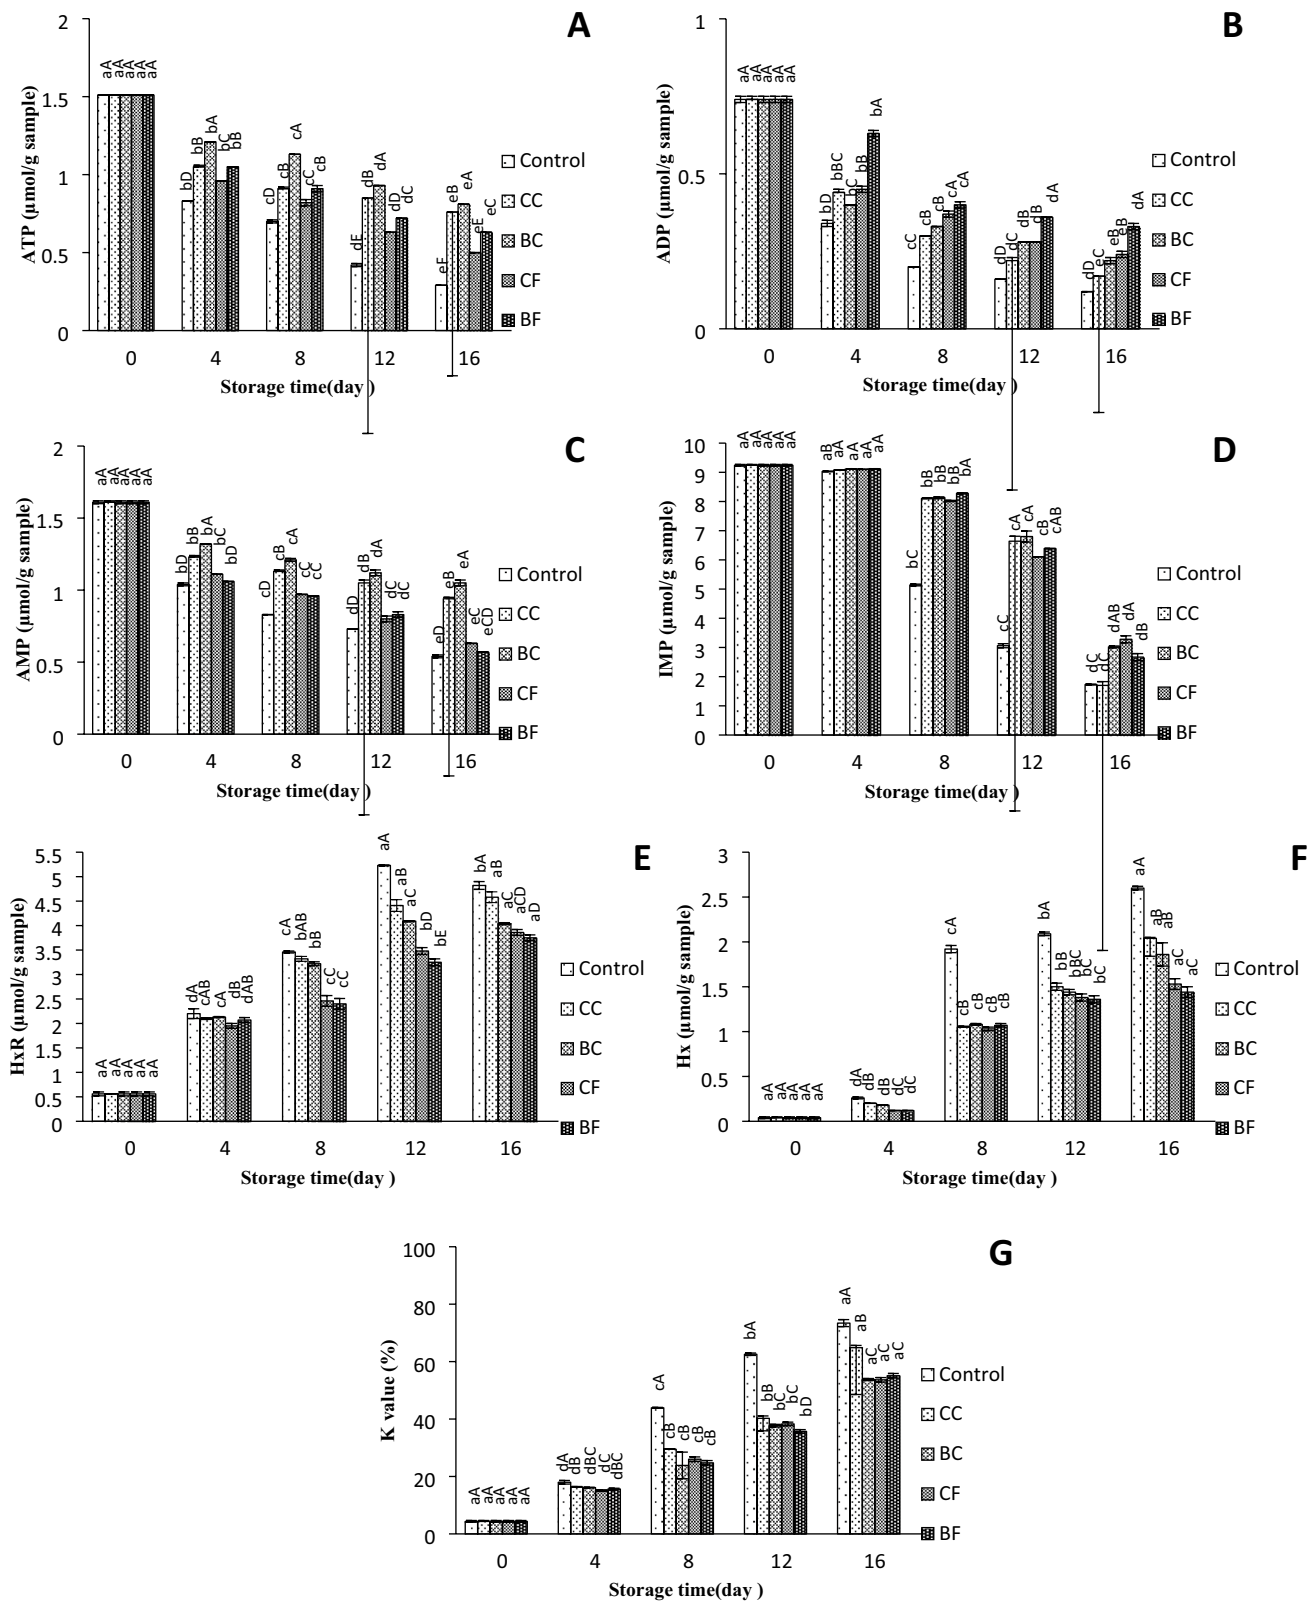 A
2
1.5
1
0.5
0
ATP (μmol/g sample)
aA aA aA aA aA
bD bB bA bC bB
cD cB cA cC cB
dE dB dA dD dC
eE eB eA eE eC
0 4 8 12 16
Storage time(day )
Control
CC
BC
CF
BF
B
1
0.5
0
ADP (μmol/g sample)
aA aA aA aA aA
bD bBC bC bB bA
cC cB cB cA cA
dD dC dB dB dA
dD eC eB eB dA
0 4 8 12 16
Storage time(day )
Control
CC
BC
CF
BF
C
2
1.5
1
0.5
0
AMP (μmol/g sample)
aA aA aA aA aA
bD bB bA bC bD
cD cB cA cC cC
dD dB dA dC dC
eD eB eA eC eCD
0 4 8 12 16
Storage time(day )
Control
CC
BC
CF
BF
D
10
9
8
7
6
5
4
3
2
1
0
IMP (μmol/g sample)
aA aA aA aA aA
aB aA aA aA aA
bC bB bB bB bA
cC cA cA cB cAB
dC dC dAB dA dB
0 4 8 12 16
Storage time(day )
Control
CC
BC
CF
BF
E
5.5
5
4.5
4
3.5
3
2.5
2
1.5
1
0.5
0
HxR (μmol/g sample)
aA aA aA aA aA
dA cAB cA dB dAB
cA bAB bB cC cC
aA aB aC bD bE
bA aB aC aCD aD
0 4 8 12 16
Storage time(day )
Control
CC
BC
CF
BF
F
3
2.5
2
1.5
1
0.5
0
Hx (μmol/g sample)
aA aA aA aA aA
dA dB dB dC dC
cA cB cB cB cB
bA bB bBC bC bC
aA aB aB aC aC
0 4 8 12 16
Storage time(day )
Control
CC
BC
CF
BF
G
100
80
60
40
20
0
K value (%)
aA aA aA aA aA
dA dB dBC dC dBC
cA cB cB cB cB
bA bB bC bC bD
aA aB aC aC aC
0 4 8 12 16
Storage time(day )
Control
CC
BC
CF
BF